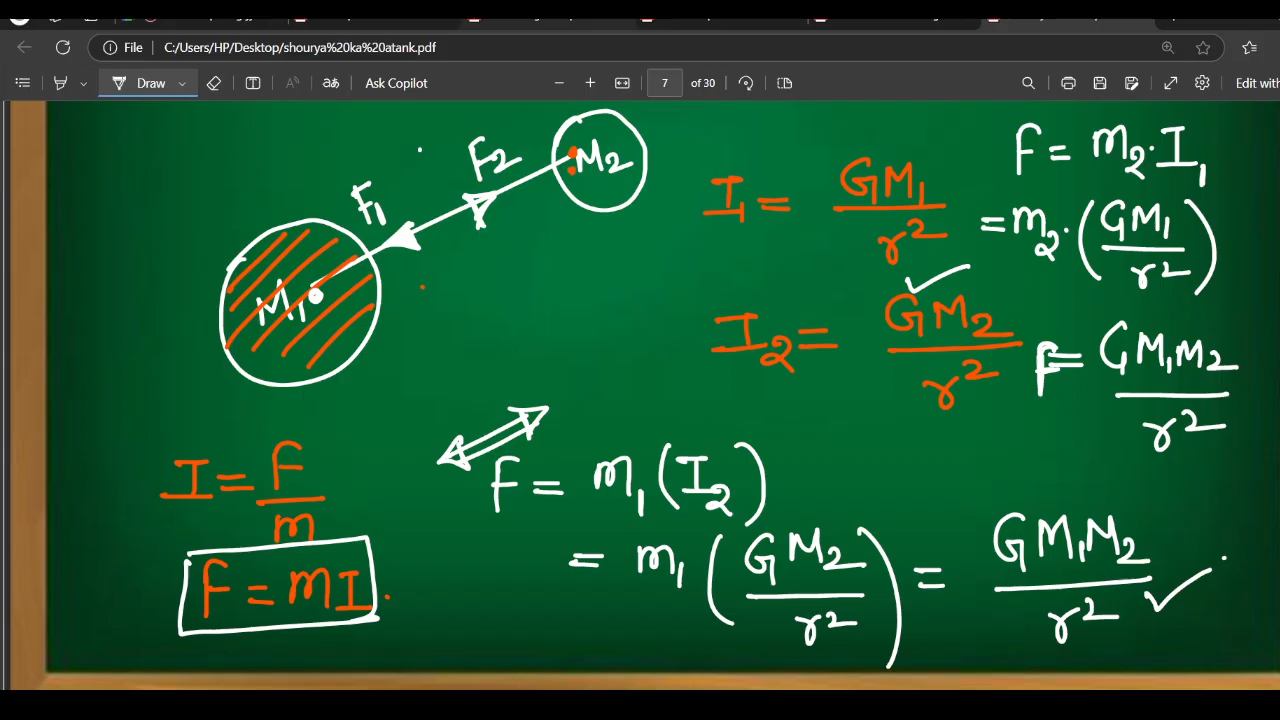 File C:/Users/HP/Desktop/shourya%20ka%20atank.pdf
Draw aあ Ask Copilot 7 of 30 Edit with
M1
F1
F2
M2
I1 = GM1/r²
I2 = GM2/r²
F = m2·I1
= m2·(GM1/r²)
F = GM1M2/r²
I = F/m
F = mI
F = m1(I2)
= m1(GM2/r²) = GM1M2/r²